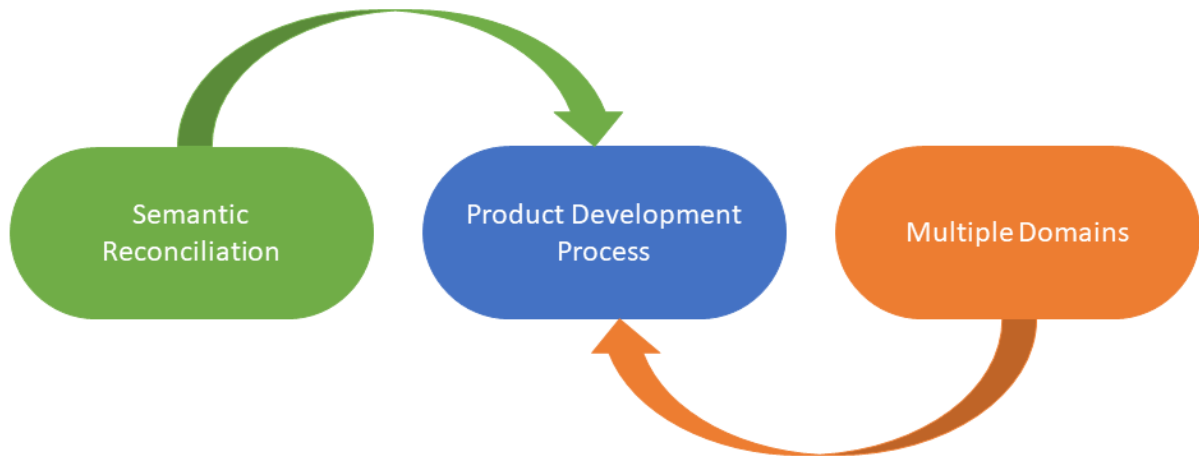 Semantic
Reconciliation
Product Development
Process
Multiple Domains